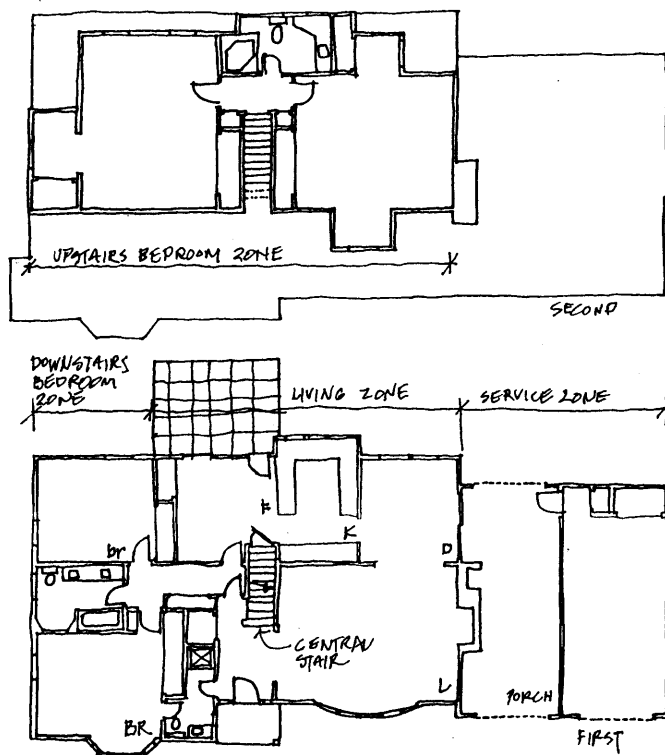 UPSTAIRS BEDROOM ZONE
SECOND
DOWNSTAIRS
BEDROOM
ZONE
LIVING ZONE
SERVICE ZONE
F
K
br
D
CENTRAL
STAIR
L
PORCH
BR
FIRST